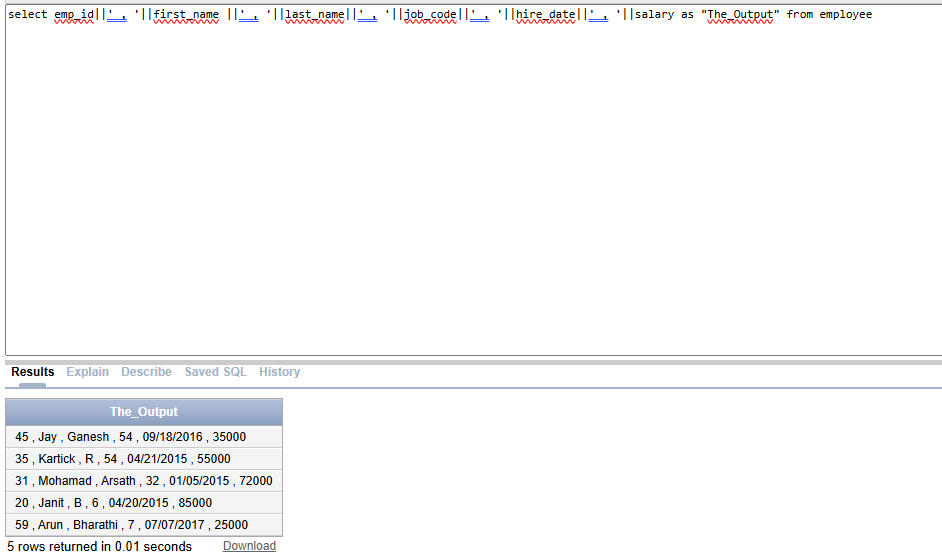 select emp_id||' , '||first_name ||' , '||last_name||' , '||job_code||' , '||hire_date||' , '||salary as "The_Output" from employee
Results Explain Describe Saved SQL History
The_Output
45 , Jay , Ganesh , 54 , 09/18/2016 , 35000
35 , Kartick , R , 54 , 04/21/2015 , 55000
31 , Mohamad , Arsath , 32 , 01/05/2015 , 72000
20 , Janit , B , 6 , 04/20/2015 , 85000
59 , Arun , Bharathi , 7 , 07/07/2017 , 25000
5 rows returned in 0.01 seconds Download